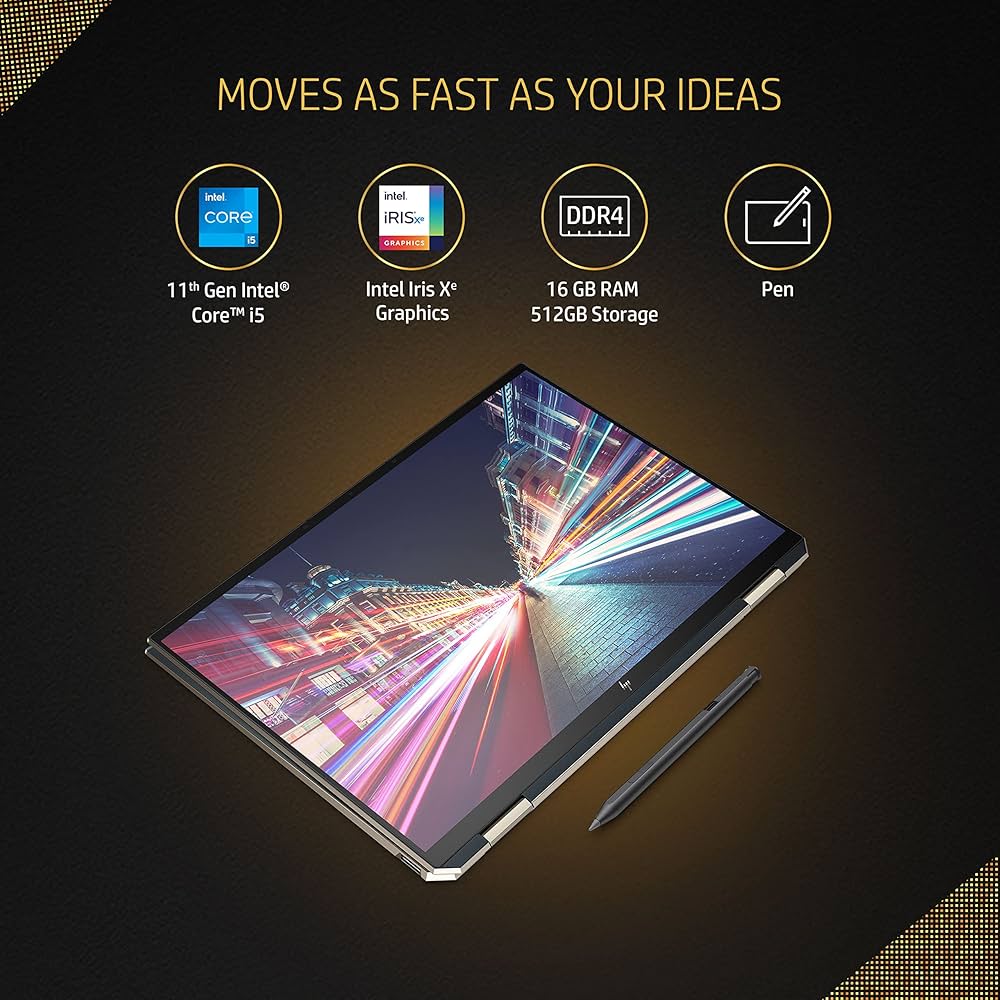 MOVES AS FAST AS YOUR IDEAS
intel.
CORE
i5
intel.
iRISxe
GRAPHICS
DDR4
11th Gen Intel®
Core™ i5
Intel Iris Xe
Graphics
16 GB RAM
512GB Storage
Pen
hp